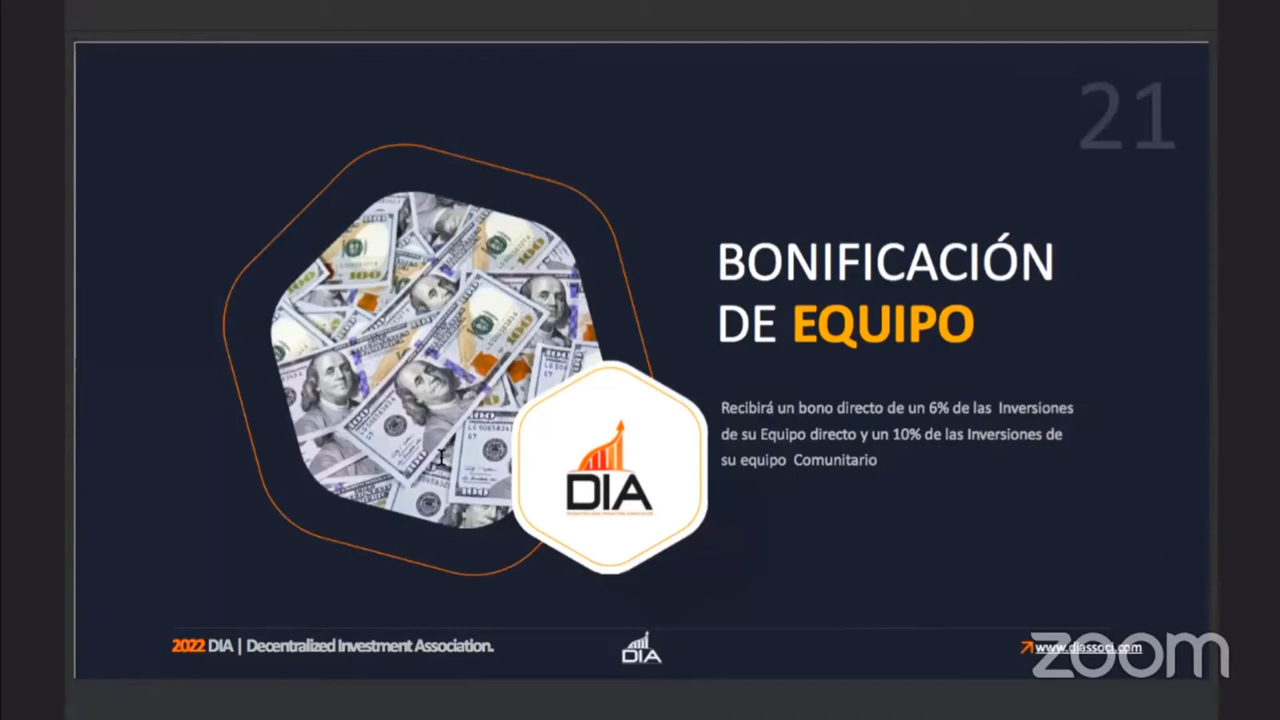 21
BONIFICACIÓN
DE EQUIPO
Recibirá un bono directo de un 6% de las Inversiones
de su Equipo directo y un 10% de las Inversiones de
su equipo Comunitario
DIA
2022 DIA | Decentralized Investment Association.
DIA
www.diassoci.com
zoom